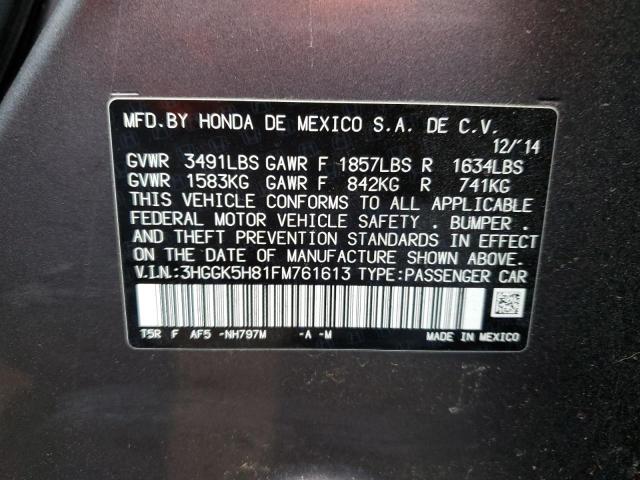 MFD.BY HONDA DE MEXICO S.A. DE C.V.
12/'14
GVWR 3491LBS GAWR F 1857LBS R 1634LBS
GVWR 1583KG GAWR F 842KG R 741KG
THIS VEHICLE CONFORMS TO ALL APPLICABLE
FEDERAL MOTOR VEHICLE SAFETY . BUMPER .
AND THEFT PREVENTION STANDARDS IN EFFECT
ON THE DATE OF MANUFACTURE SHOWN ABOVE.
V.I.N.:3HGGK5H81FM761613 TYPE:PASSENGER CAR
T5R F AF5 -NH797M -A -M MADE IN MEXICO